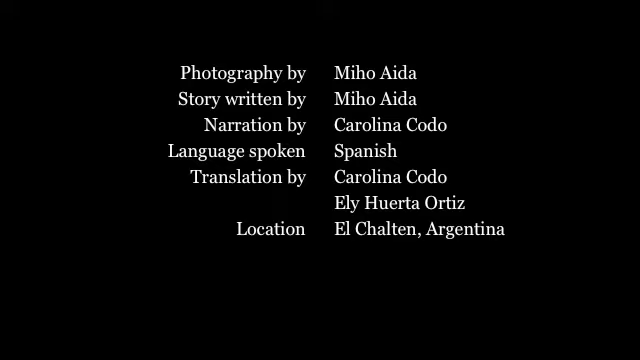 Photography by Miho Aida
Story written by Miho Aida
Narration by Carolina Codo
Language spoken Spanish
Translation by Carolina Codo
Ely Huerta Ortiz
Location El Chalten, Argentina